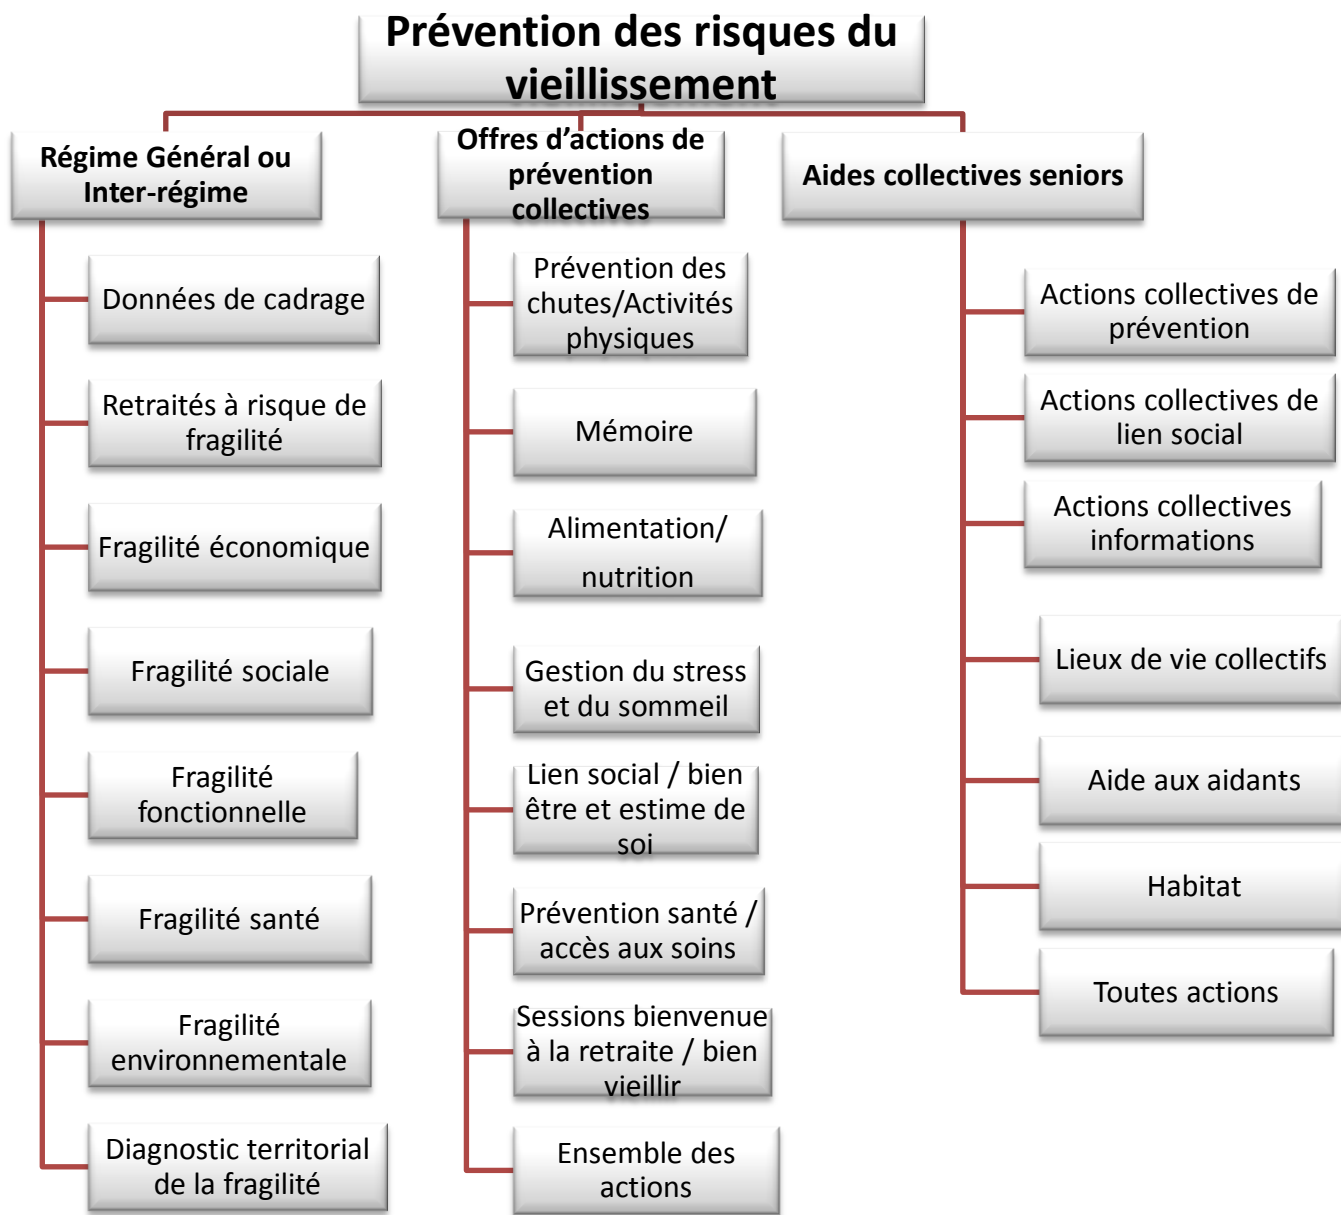 Prévention des risques du
vieillissement
Régime Général ou
Inter-régime
Données de cadrage
Retraités à risque de
fragilité
Fragilité économique
Fragilité sociale
Fragilité
fonctionnelle
Fragilité santé
Fragilité
environnementale
Diagnostic territorial
de la fragilité
Offres d’actions de
prévention
collectives
Prévention des
chutes/Activités
physiques
Mémoire
Alimentation/
nutrition
Gestion du stress
et du sommeil
Lien social / bien
être et estime de
soi
Prévention santé /
accès aux soins
Sessions bienvenue
à la retraite / bien
vieillir
Ensemble des
actions
Aides collectives seniors
Actions collectives de
prévention
Actions collectives de
lien social
Actions collectives
informations
Lieux de vie collectifs
Aide aux aidants
Habitat
Toutes actions